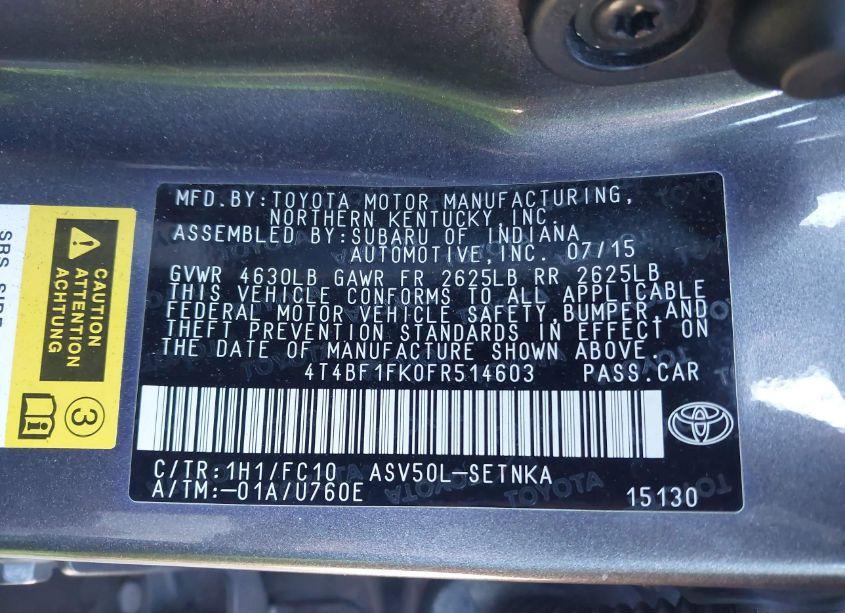 MFD.BY:TOYOTA MOTOR MANUFACTURING,
NORTHERN KENTUCKY,INC.
ASSEMBLED BY:SUBARU OF INDIANA
AUTOMOTIVE,INC. 07/15
GVWR 4630LB GAWR FR 2625LB RR 2625LB
THIS VEHICLE CONFORMS TO ALL APPLICABLE
FEDERAL MOTOR VEHICLE SAFETY,BUMPER,AND
THEFT PREVENTION STANDARDS IN EFFECT ON
THE DATE OF MANUFACTURE SHOWN ABOVE.
4T4BF1FK0FR514603 PASS.CAR
C/TR:1H1/FC10 ASV50L-SETNKA
A/TM:-01A/U760E 15130
TOYOTA
CAUTION
ATTENTION
ACHTUNG
3
SRS